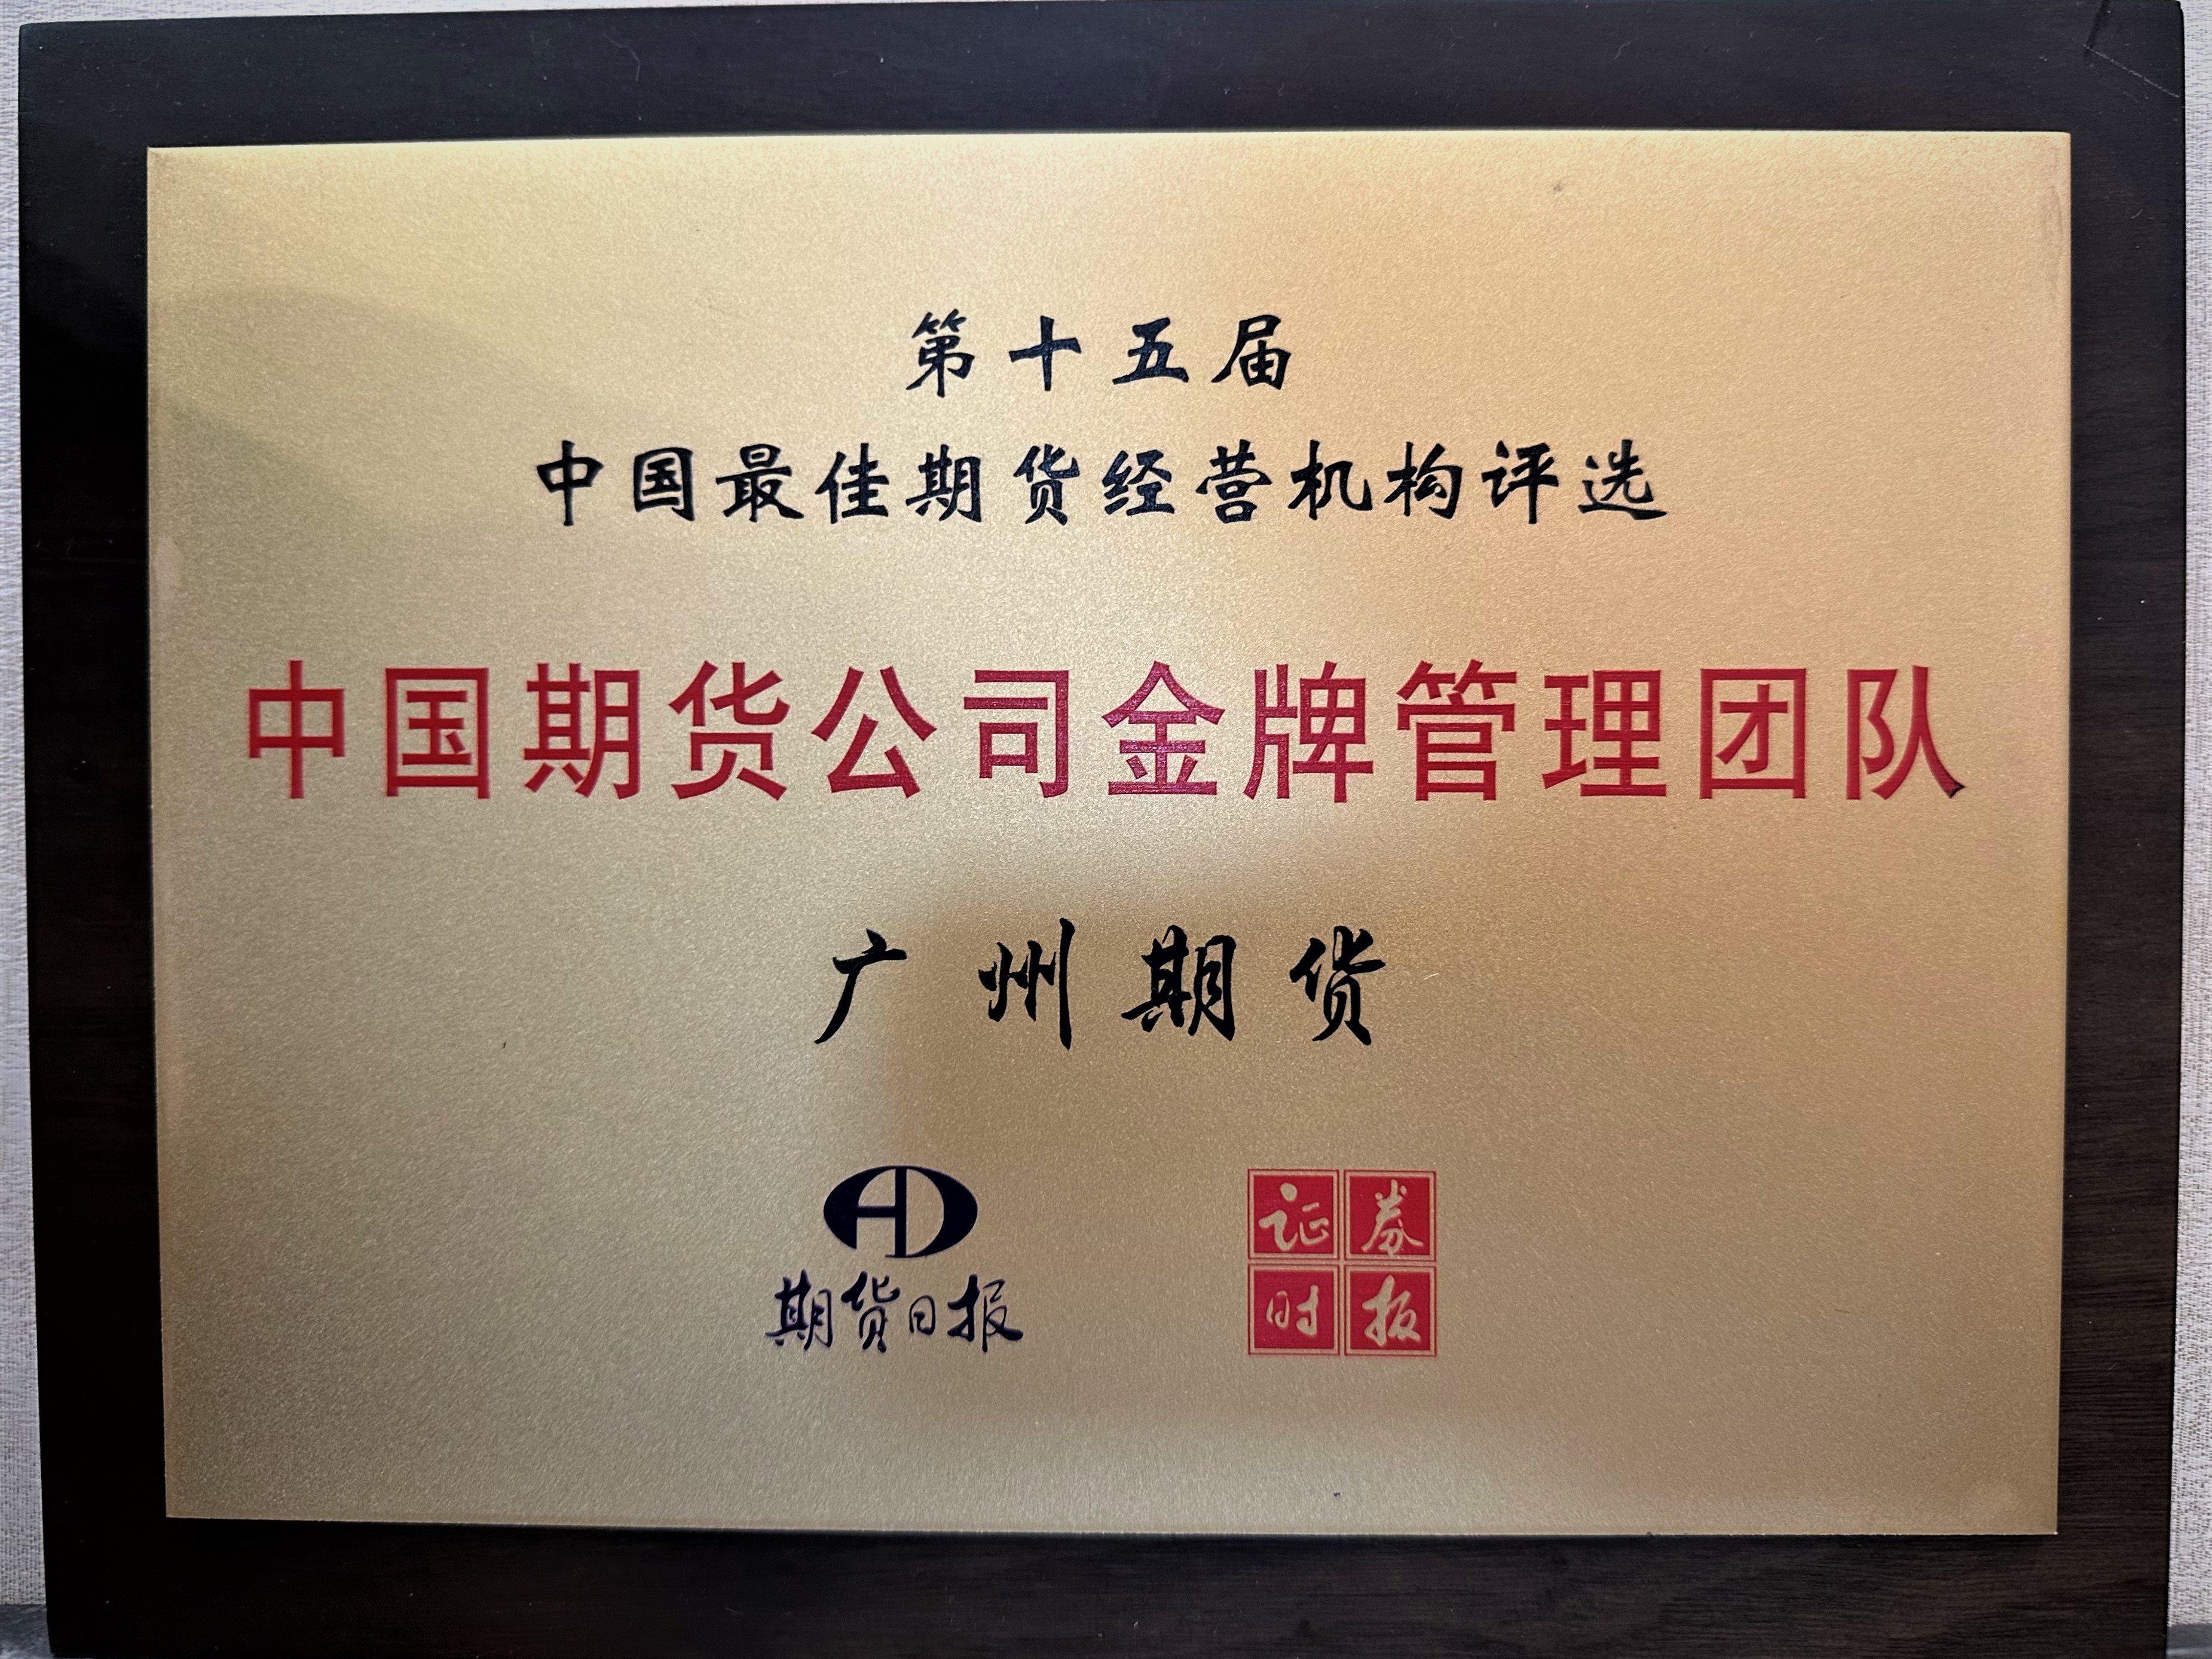 第十五届
中国最佳期货经营机构评选
中国期货公司金牌管理团队
广州期货
期货日报
证券
时报